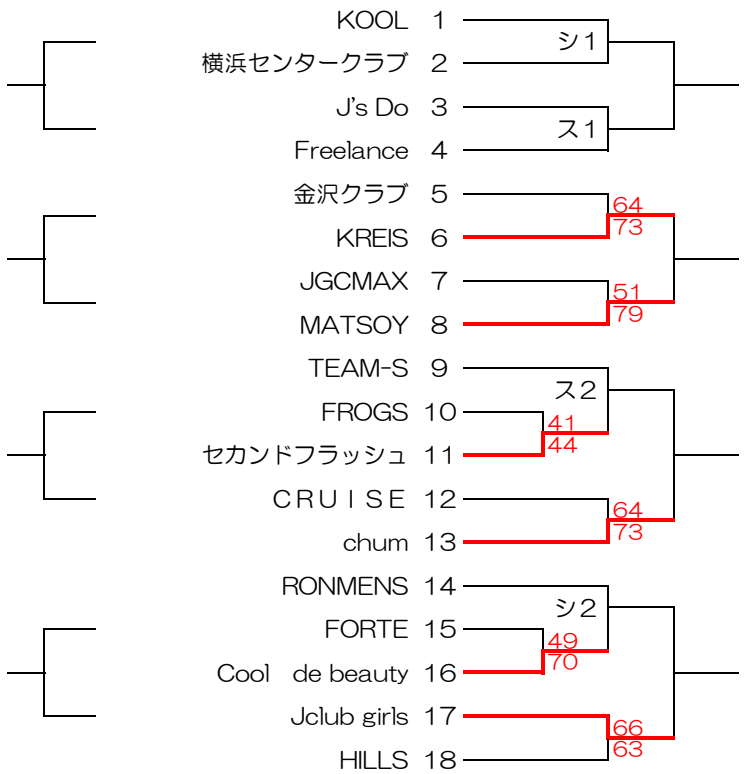 KOOL 1
シ1
横浜センタークラブ 2
J's Do 3
ス1
Freelance 4
金沢クラブ 5
64
73
KREIS 6
JGCMAX 7
51
79
MATSOY 8
TEAM-S 9
ス2
FROGS 10
41
44
セカンドフラッシュ 11
ＣＲＵＩＳＥ 12
64
73
chum 13
RONMENS 14
シ2
FORTE 15
49
70
Cool　de beauty 16
Jclub girls 17
66
63
HILLS 18